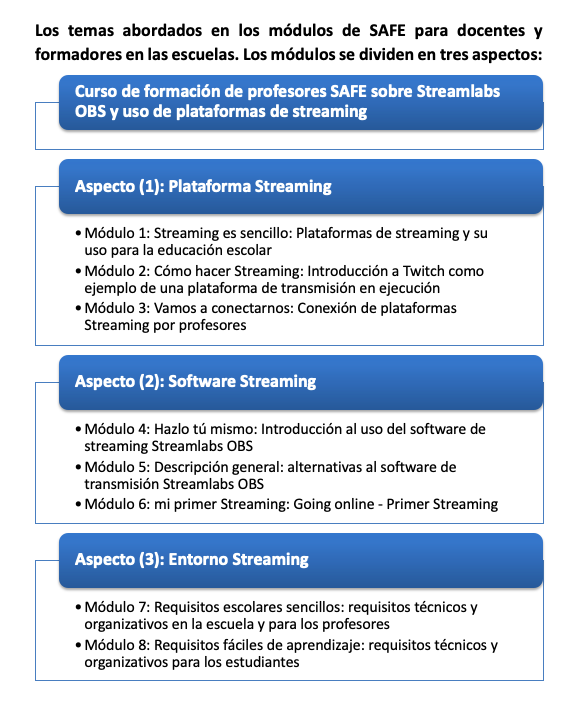 Los temas abordados en los módulos de SAFE para docentes y
formadores en las escuelas. Los módulos se dividen en tres aspectos:
Curso de formación de profesores SAFE sobre Streamlabs
OBS y uso de plataformas de streaming
Aspecto (1): Plataforma Streaming
• Módulo 1: Streaming es sencillo: Plataformas de streaming y su
uso para la educación escolar
• Módulo 2: Cómo hacer Streaming: Introducción a Twitch como
ejemplo de una plataforma de transmisión en ejecución
• Módulo 3: Vamos a conectarnos: Conexión de plataformas
Streaming por profesores
Aspecto (2): Software Streaming
• Módulo 4: Hazlo tú mismo: Introducción al uso del software de
streaming Streamlabs OBS
• Módulo 5: Descripción general: alternativas al software de
transmisión Streamlabs OBS
• Módulo 6: mi primer Streaming: Going online - Primer Streaming
Aspecto (3): Entorno Streaming
• Módulo 7: Requisitos escolares sencillos: requisitos técnicos y
organizativos en la escuela y para los profesores
• Módulo 8: Requisitos fáciles de aprendizaje: requisitos técnicos y
organizativos para los estudiantes